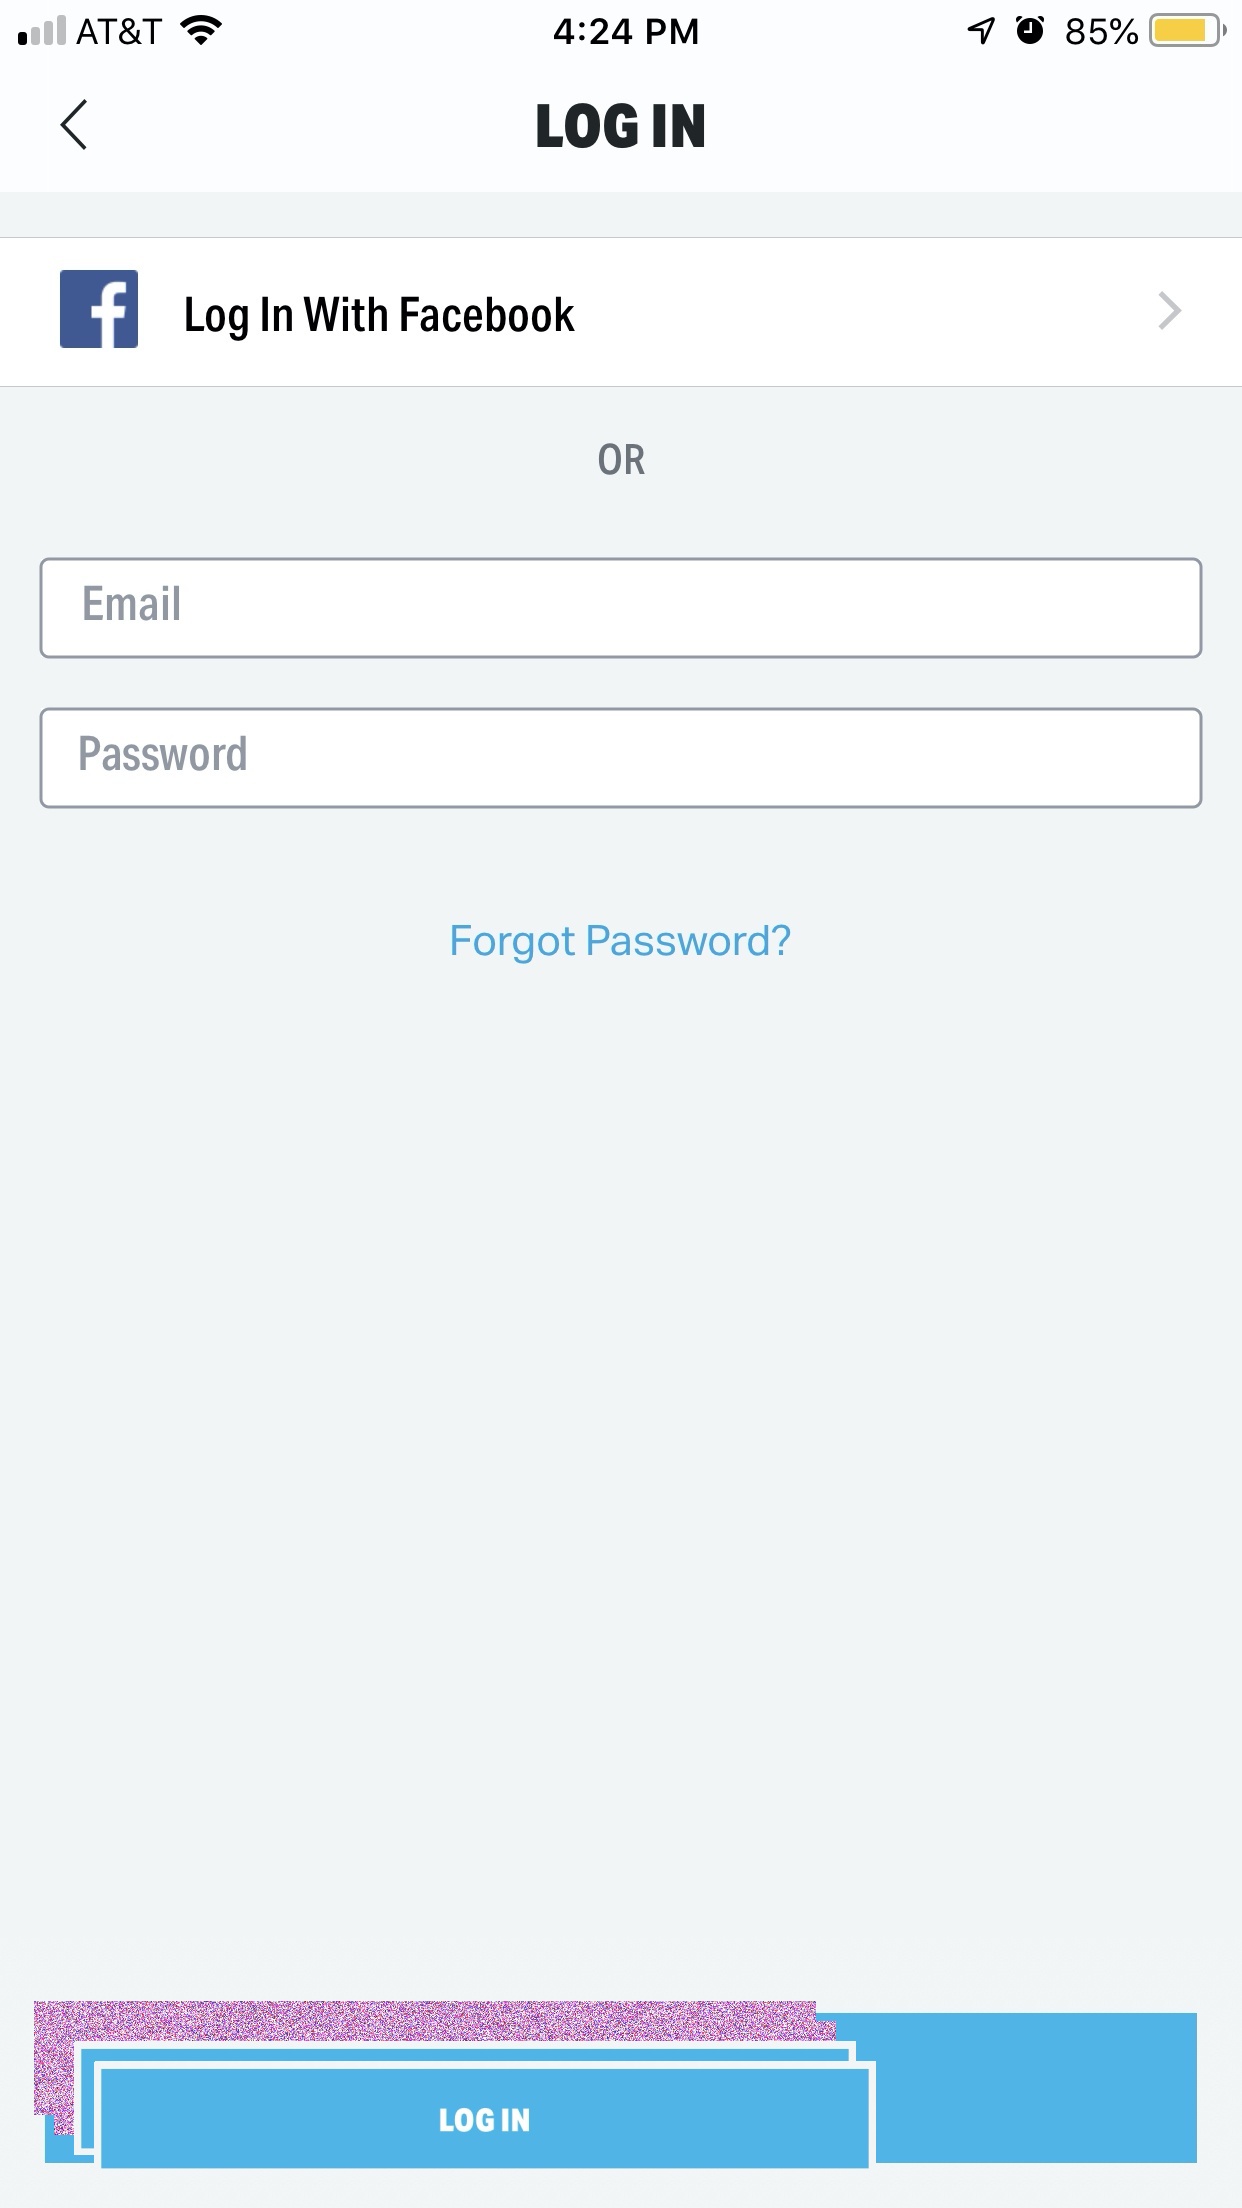 AT&T 4:24 PM 85%
LOG IN
Log In With Facebook
OR
Email
Password
Forgot Password?
LOG IN